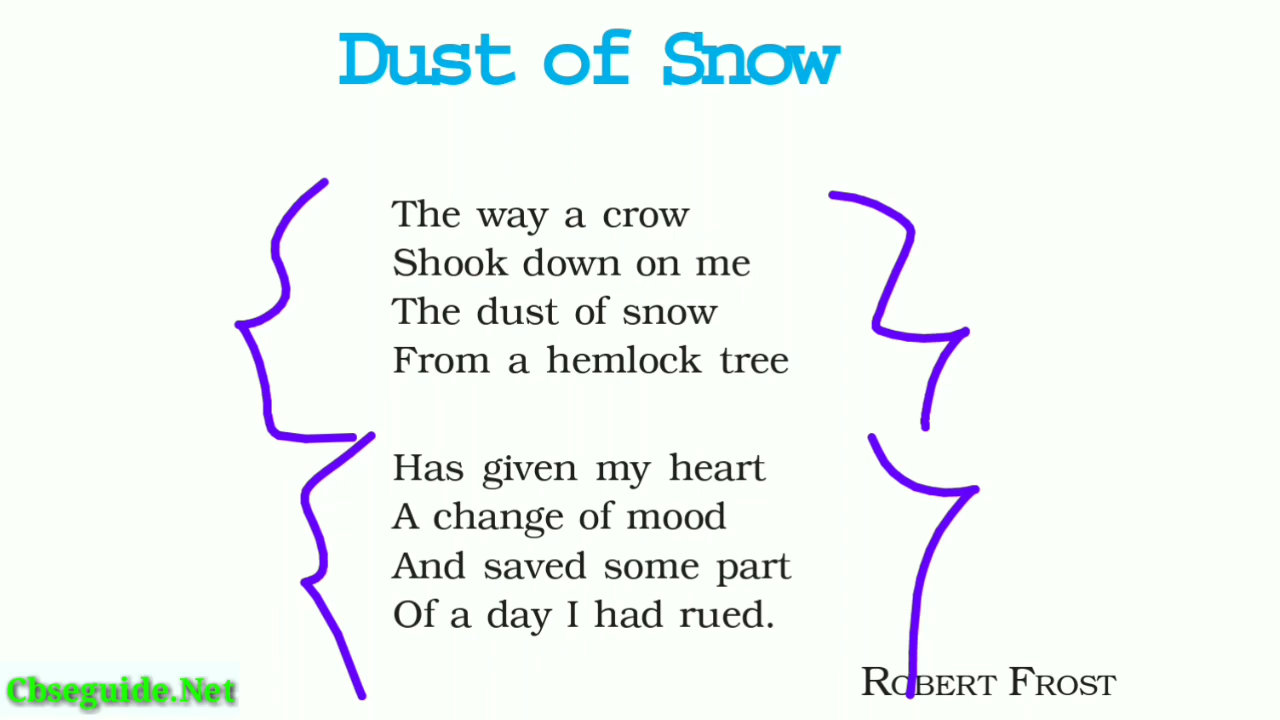 Dust of Snow
The way a crow
Shook down on me
The dust of snow
From a hemlock tree
Has given my heart
A change of mood
And saved some part
Of a day I had rued.
ROBERT FROST
Cbseguide.Net